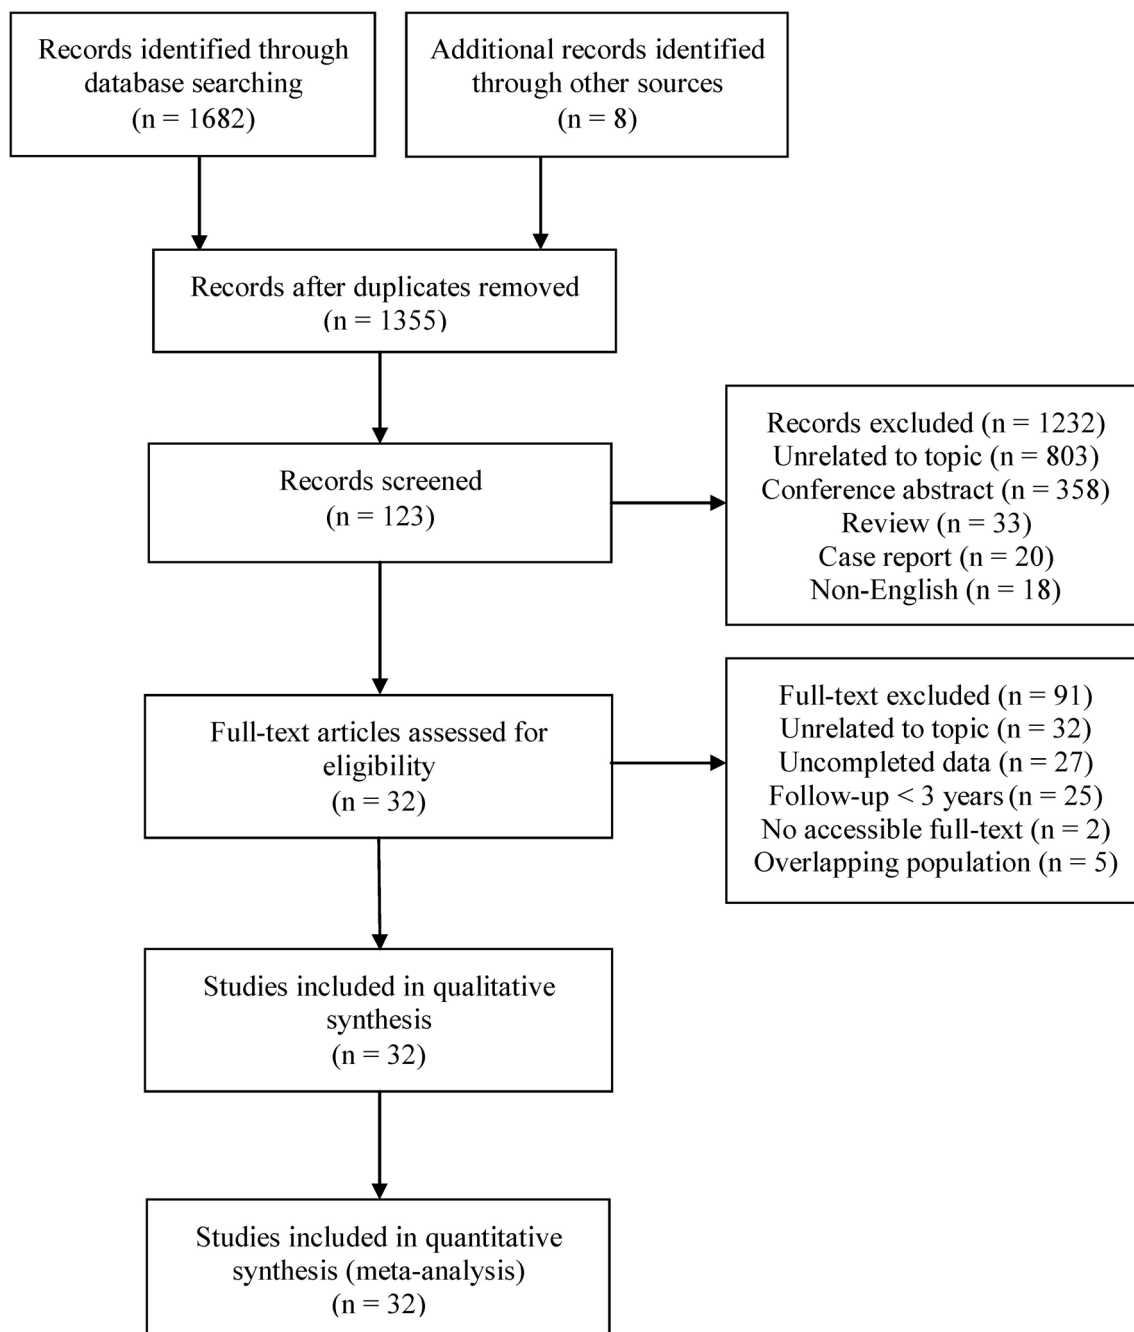 Records identified through
database searching
(n = 1682)
Additional records identified
through other sources
(n = 8)
Records after duplicates removed
(n = 1355)
Records screened
(n = 123)
Records excluded (n = 1232)
Unrelated to topic (n = 803)
Conference abstract (n = 358)
Review (n = 33)
Case report (n = 20)
Non-English (n = 18)
Full-text articles assessed for
eligibility
(n = 32)
Full-text excluded (n = 91)
Unrelated to topic (n = 32)
Uncompleted data (n = 27)
Follow-up < 3 years (n = 25)
No accessible full-text (n = 2)
Overlapping population (n = 5)
Studies included in qualitative
synthesis
(n = 32)
Studies included in quantitative
synthesis (meta-analysis)
(n = 32)